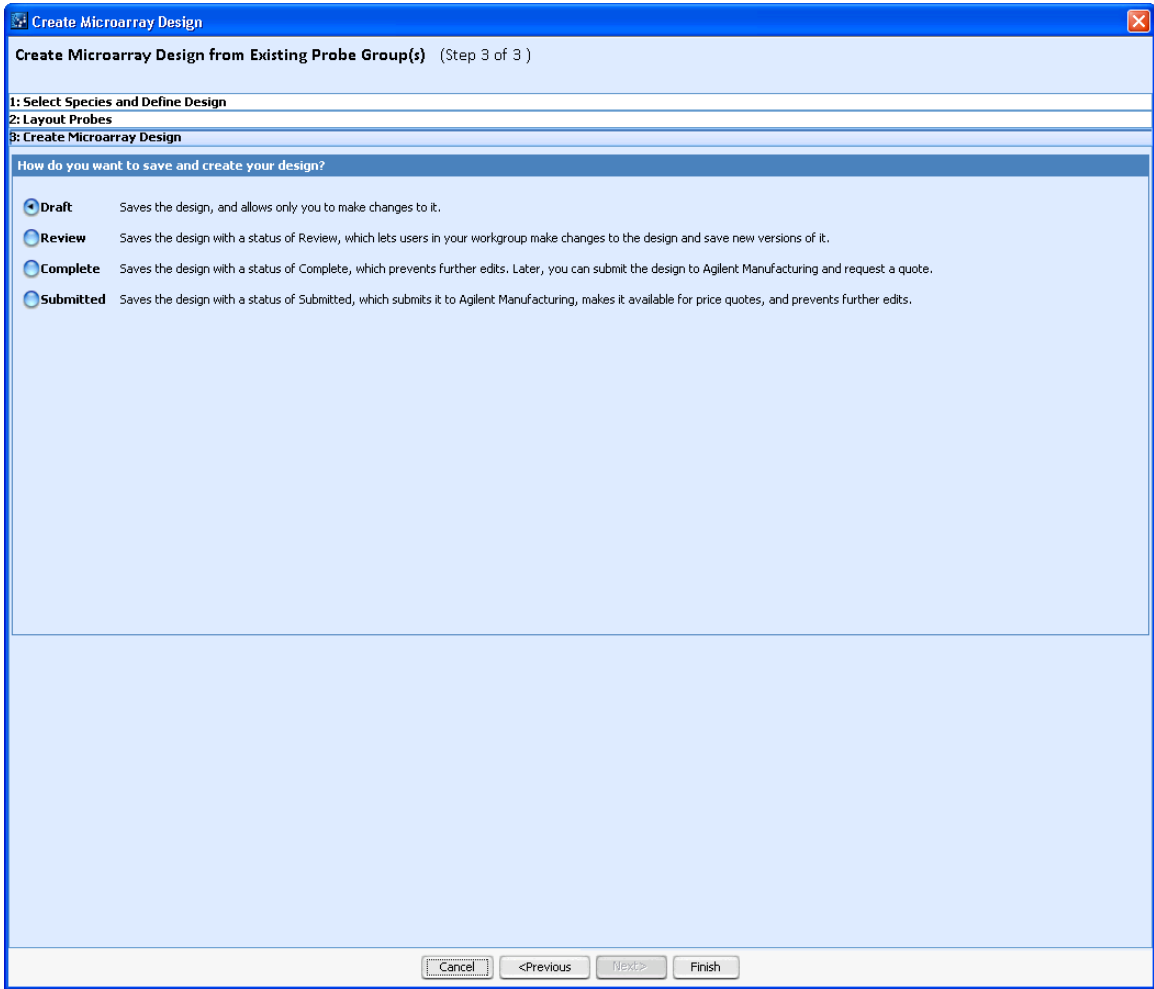 Create Microarray Design
Create Microarray Design from Existing Probe Group(s) (Step 3 of 3 )
1: Select Species and Define Design
2: Layout Probes
3: Create Microarray Design
How do you want to save and create your design?
Draft Saves the design, and allows only you to make changes to it.
Review Saves the design with a status of Review, which lets users in your workgroup make changes to the design and save new versions of it.
Complete Saves the design with a status of Complete, which prevents further edits. Later, you can submit the design to Agilent Manufacturing and request a quote.
Submitted Saves the design with a status of Submitted, which submits it to Agilent Manufacturing, makes it available for price quotes, and prevents further edits.
Cancel <Previous Next> Finish